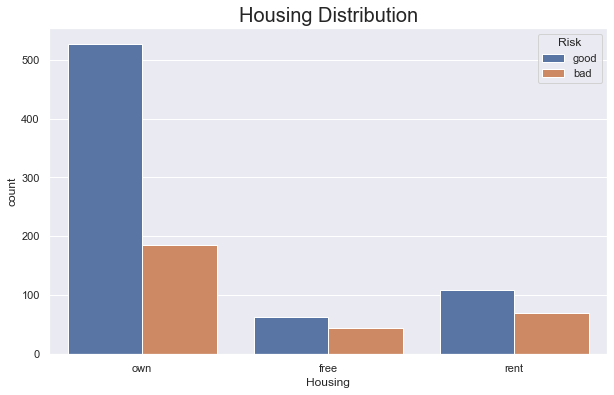 Housing Distribution
Risk
good
bad
count
500
400
300
200
100
0
own
free
rent
Housing